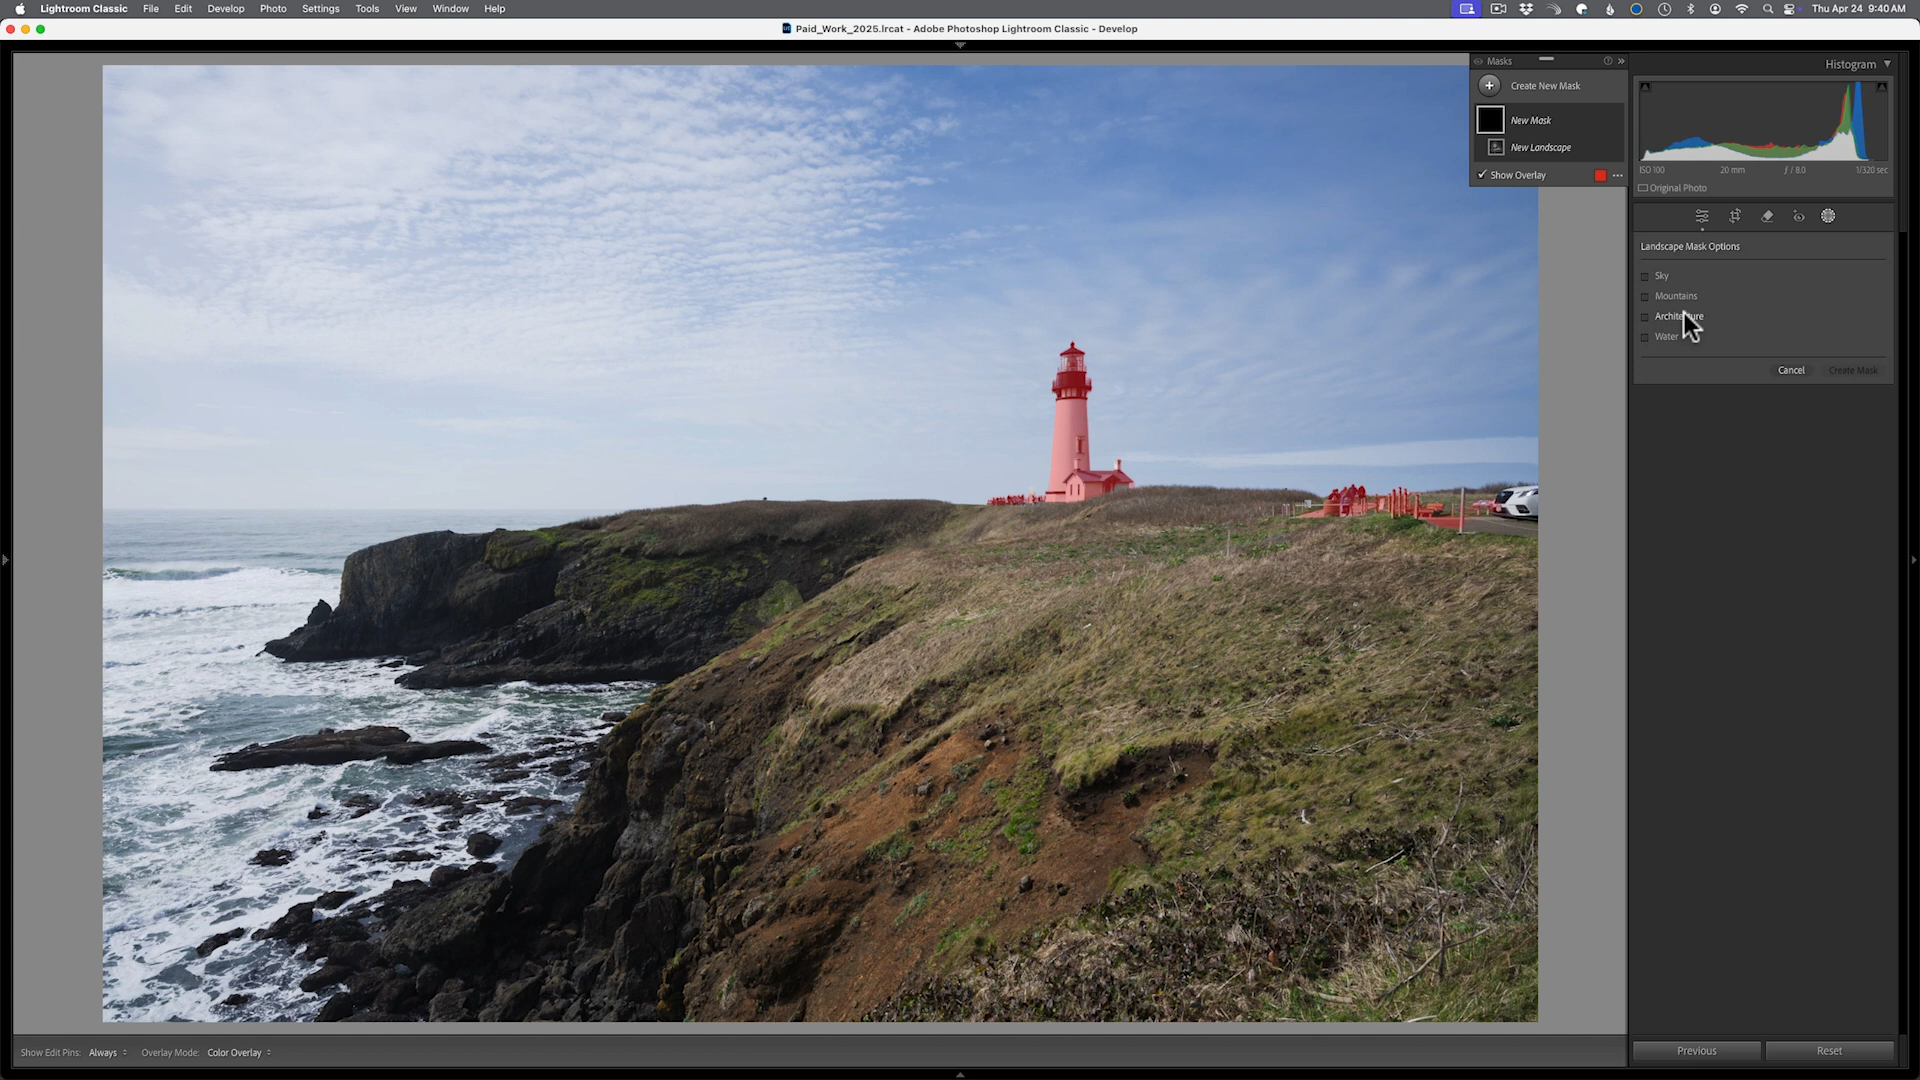 Lightroom Classic File Edit Develop Photo Settings Tools View Window Help Thu Apr 24 9:40 AM
Paid_Work_2025.lrcat - Adobe Photoshop Lightroom Classic - Develop
Masks
Create New Mask
New Mask
New Landscape
Show Overlay
Histogram
ISO 100 20 mm ƒ / 8.0 1/320 sec
Original Photo
Landscape Mask Options
Sky
Mountains
Architecture
Water
Cancel Create Mask
Show Edit Pins: Always Overlay Mode: Color Overlay
Previous Reset